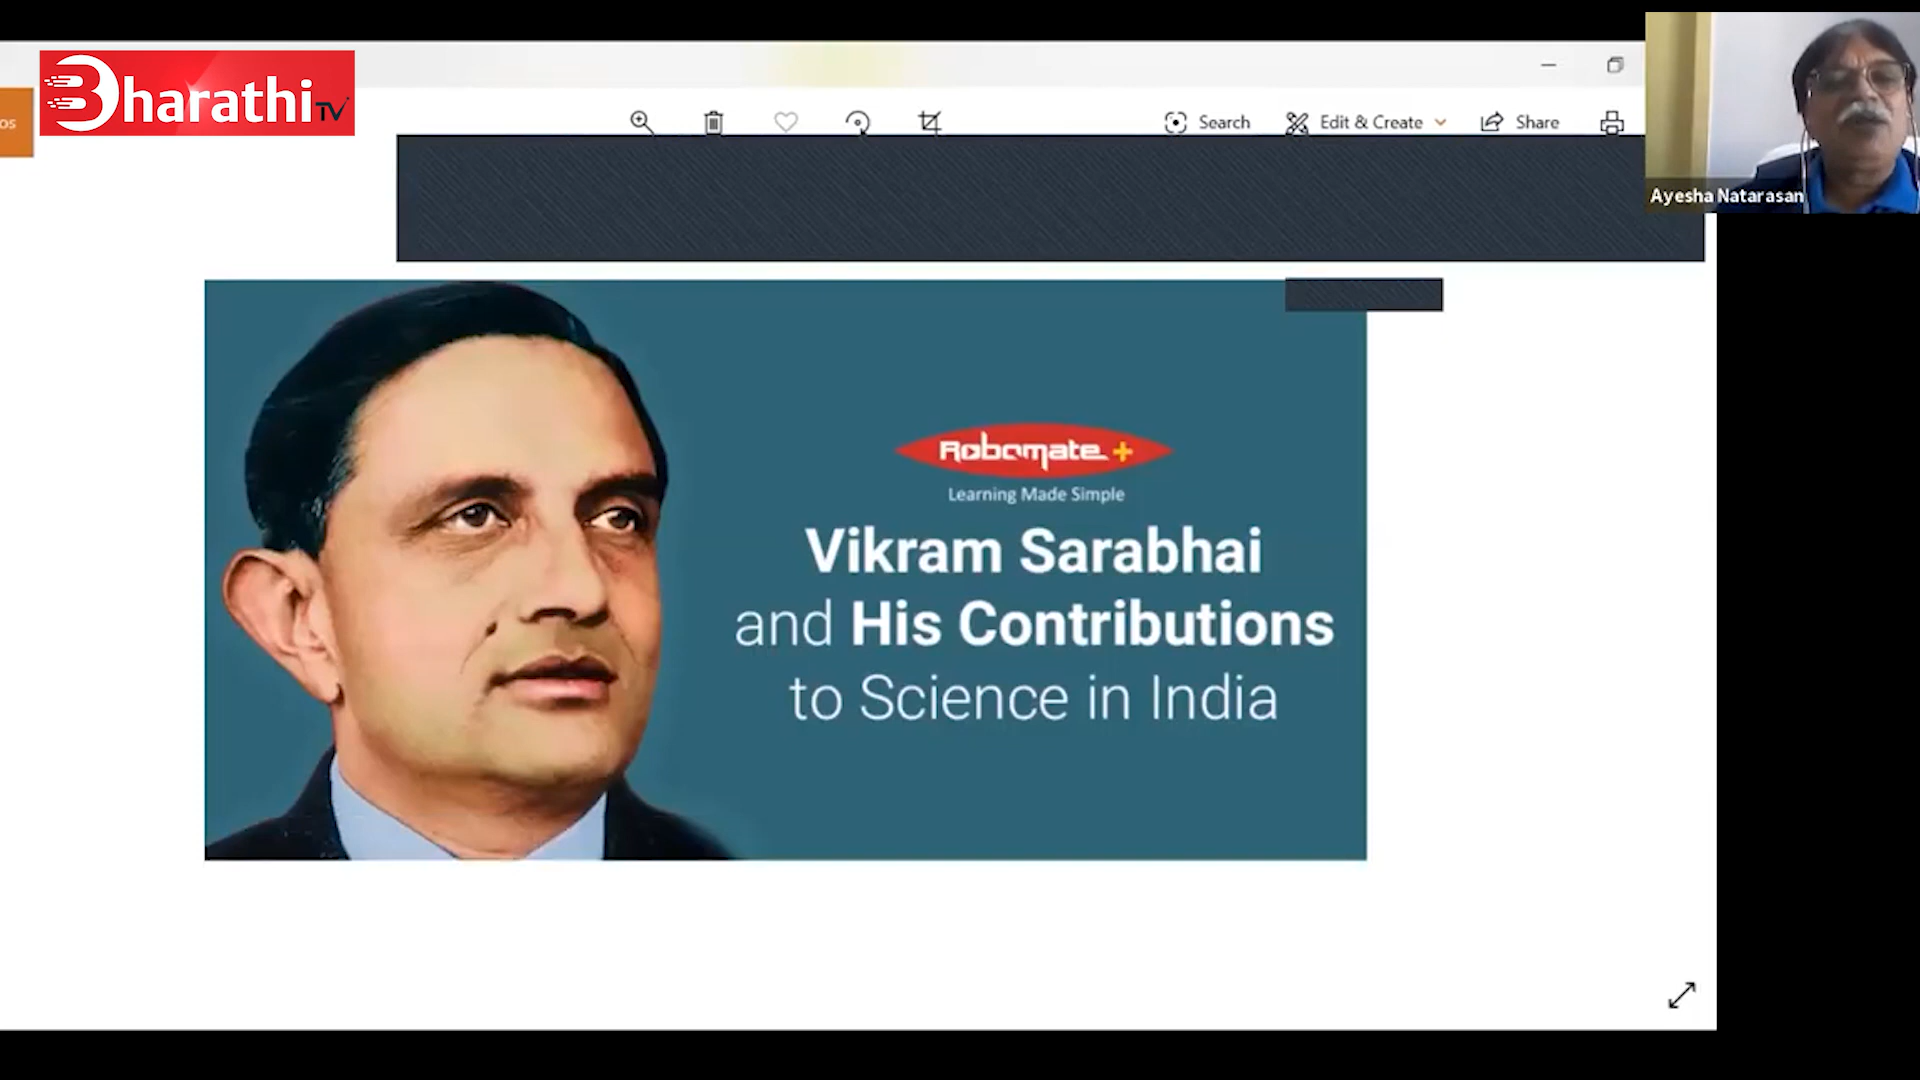 Bharathi TV
os
Search
Edit & Create
Share
Ayesha Natarasan
Robomate+
Learning Made Simple
Vikram Sarabhai
and His Contributions
to Science in India